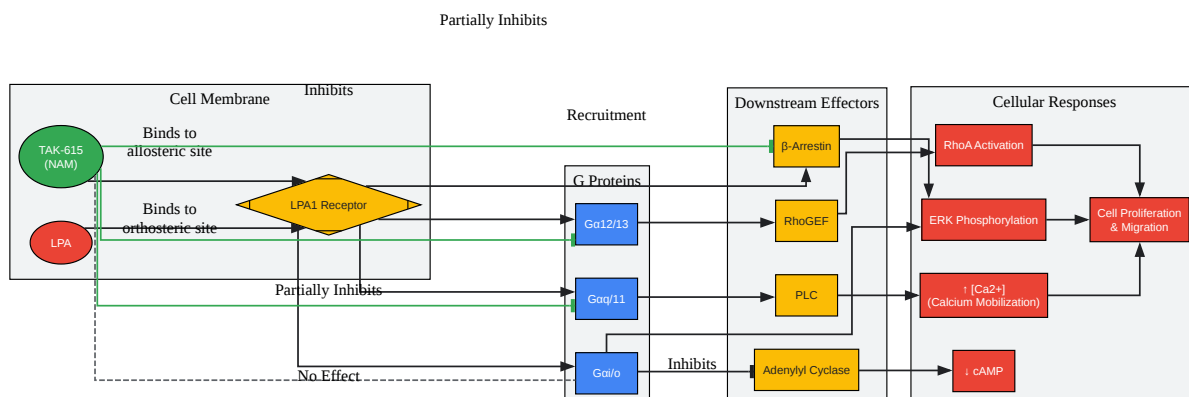 Partially Inhibits
Cell Membrane
Inhibits
Binds to
allosteric site
TAK-615
(NAM)
LPA1 Receptor
Binds to
orthosteric site
LPA
Partially Inhibits
No Effect
Recruitment
G Proteins
Gα12/13
Gαq/11
Gαi/o
Inhibits
Downstream Effectors
β-Arrestin
RhoGEF
PLC
Adenylyl Cyclase
Cellular Responses
RhoA Activation
ERK Phosphorylation
↑ [Ca2+]
(Calcium Mobilization)
↓ cAMP
Cell Proliferation
& Migration